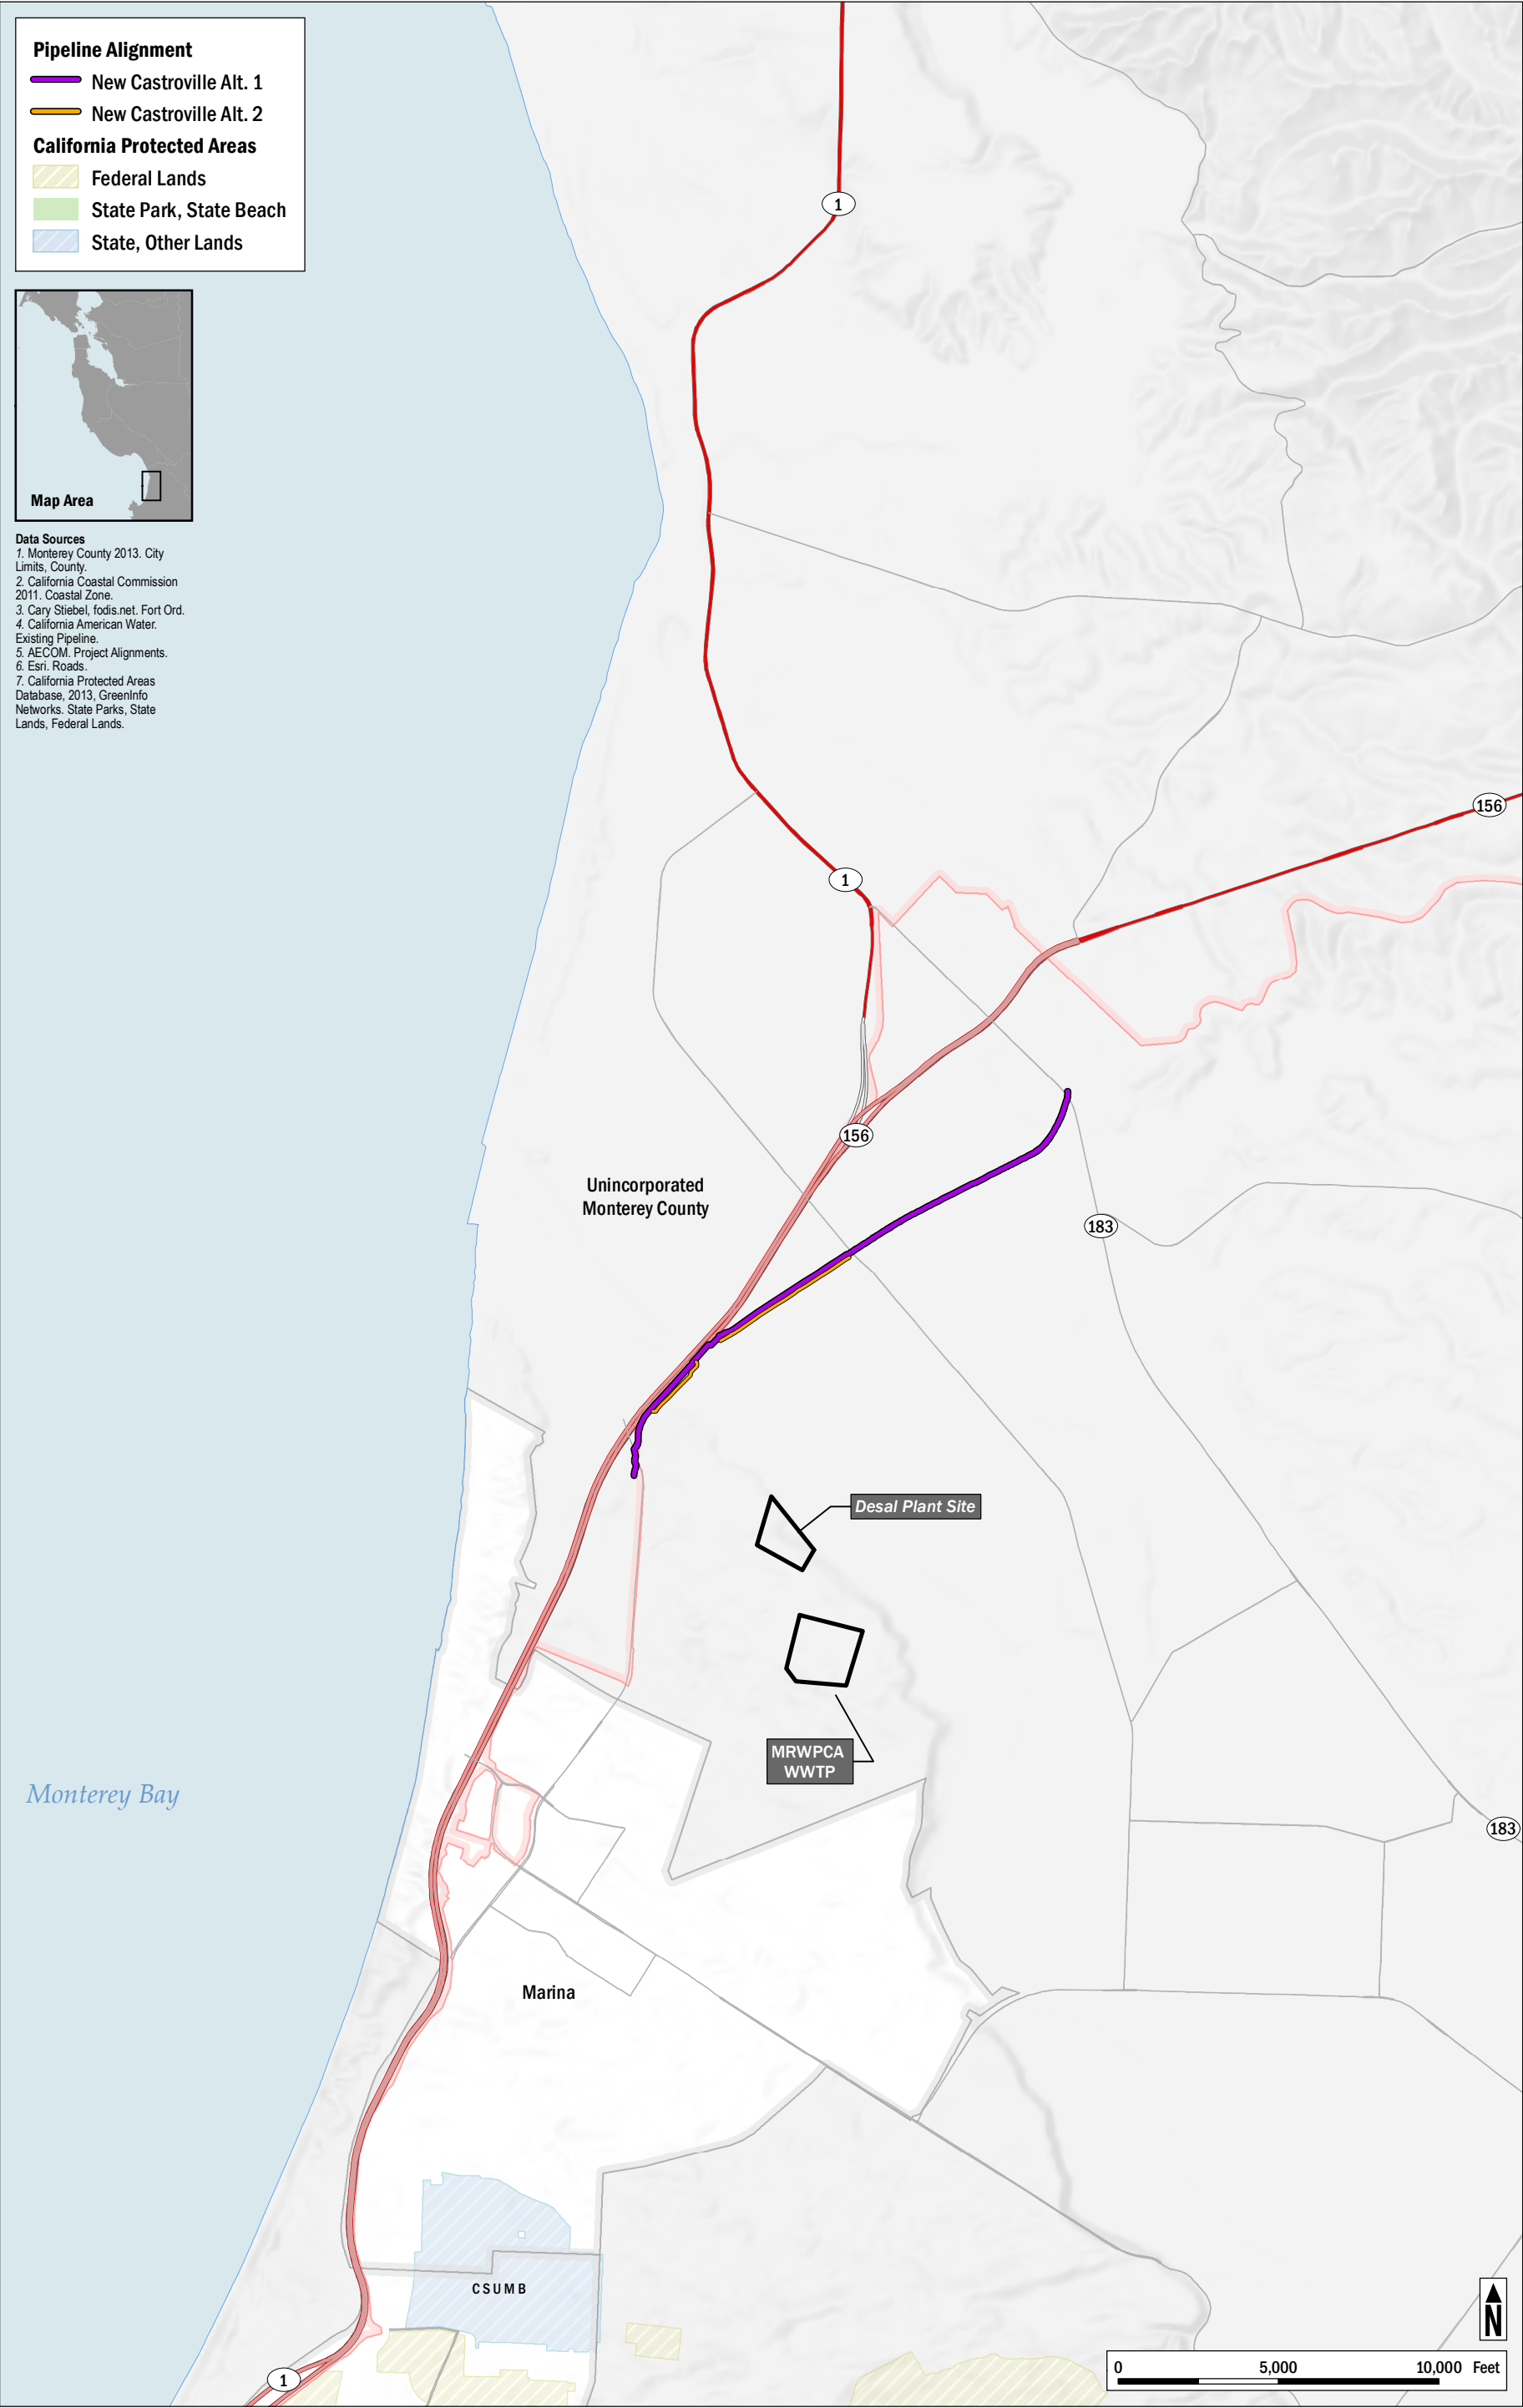 Pipeline Alignment
New Castroville Alt. 1
New Castroville Alt. 2
California Protected Areas
Federal Lands
State Park, State Beach
State, Other Lands
Map Area
Data Sources
1. Monterey County 2013. City
Limits, County.
2. California Coastal Commission
2011. Coastal Zone.
3. Cary Stiebel, fodis.net. Fort Ord.
4. California American Water.
Existing Pipeline.
5. AECOM. Project Alignments.
6. Esri. Roads.
7. California Protected Areas
Database, 2013, GreenInfo
Networks. State Parks, State
Lands, Federal Lands.
1
156
1
156
Unincorporated
Monterey County
183
Desal Plant Site
MRWPCA
WWTP
Monterey Bay
183
Marina
CSUMB
N
1
0 5,000 10,000 Feet